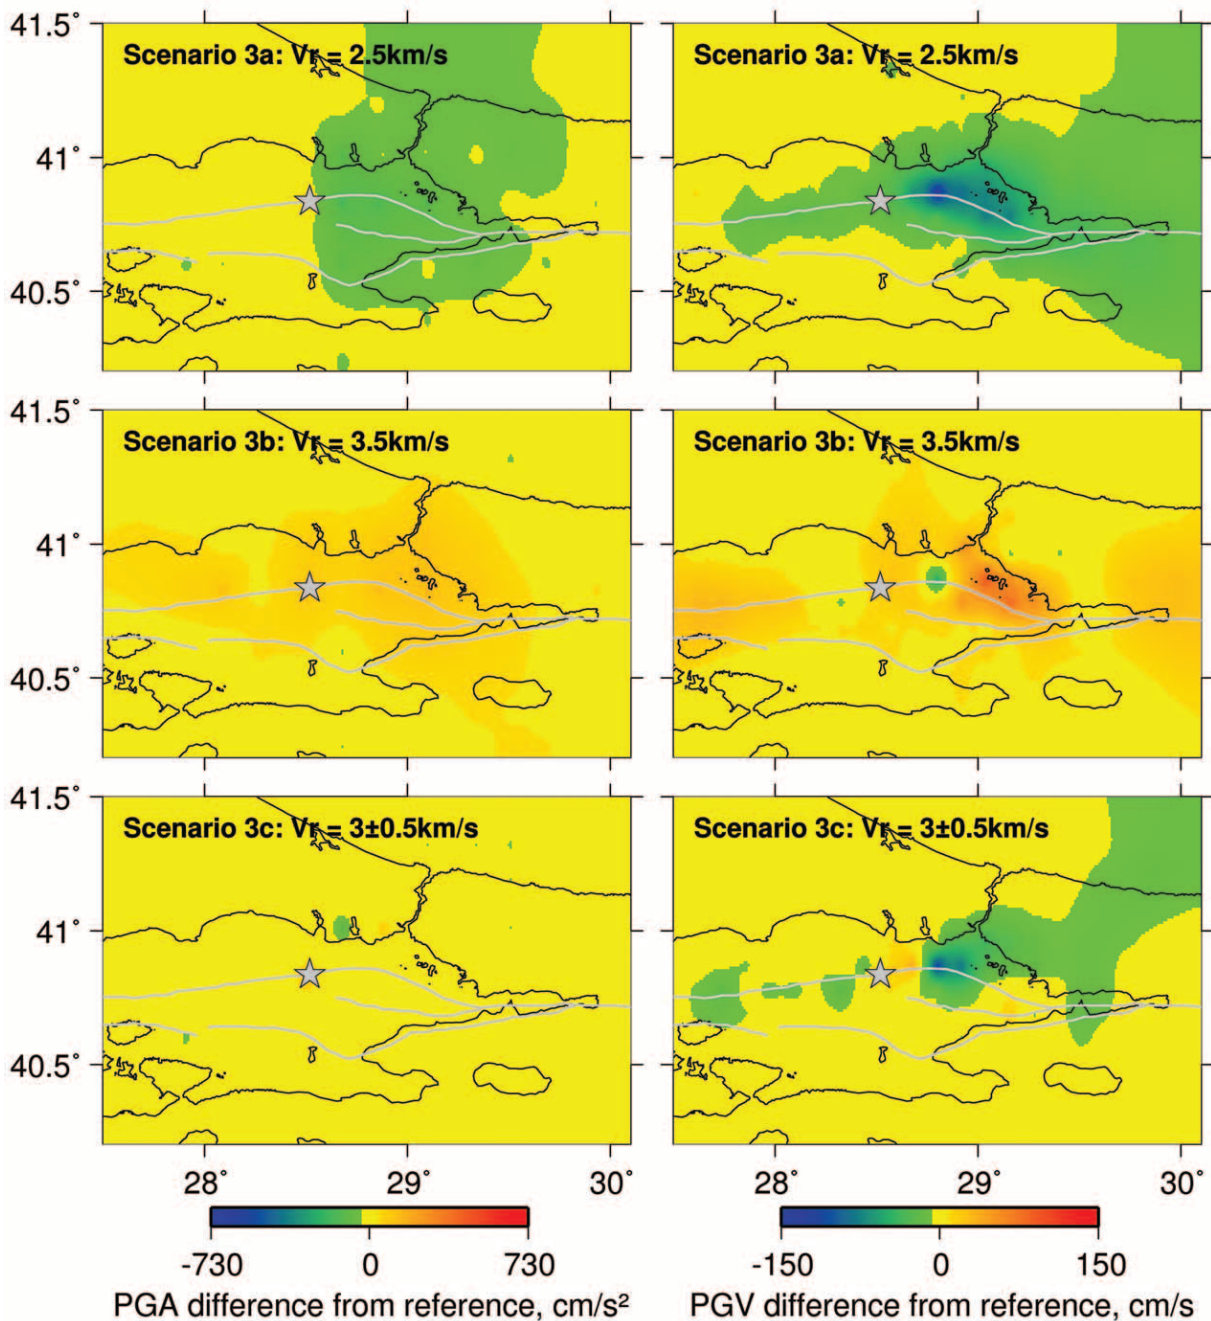 41.5°
Scenario 3a: Vr = 2.5km/s
Scenario 3a: Vr = 2.5km/s
41°
40.5°
41.5°
Scenario 3b: Vr = 3.5km/s
Scenario 3b: Vr = 3.5km/s
41°
40.5°
41.5°
Scenario 3c: Vr = 3±0.5km/s
Scenario 3c: Vr = 3±0.5km/s
41°
40.5°
28° 29° 30° 28° 29° 30°
-730 0 730 -150 0 150
PGA difference from reference, cm/s² PGV difference from reference, cm/s